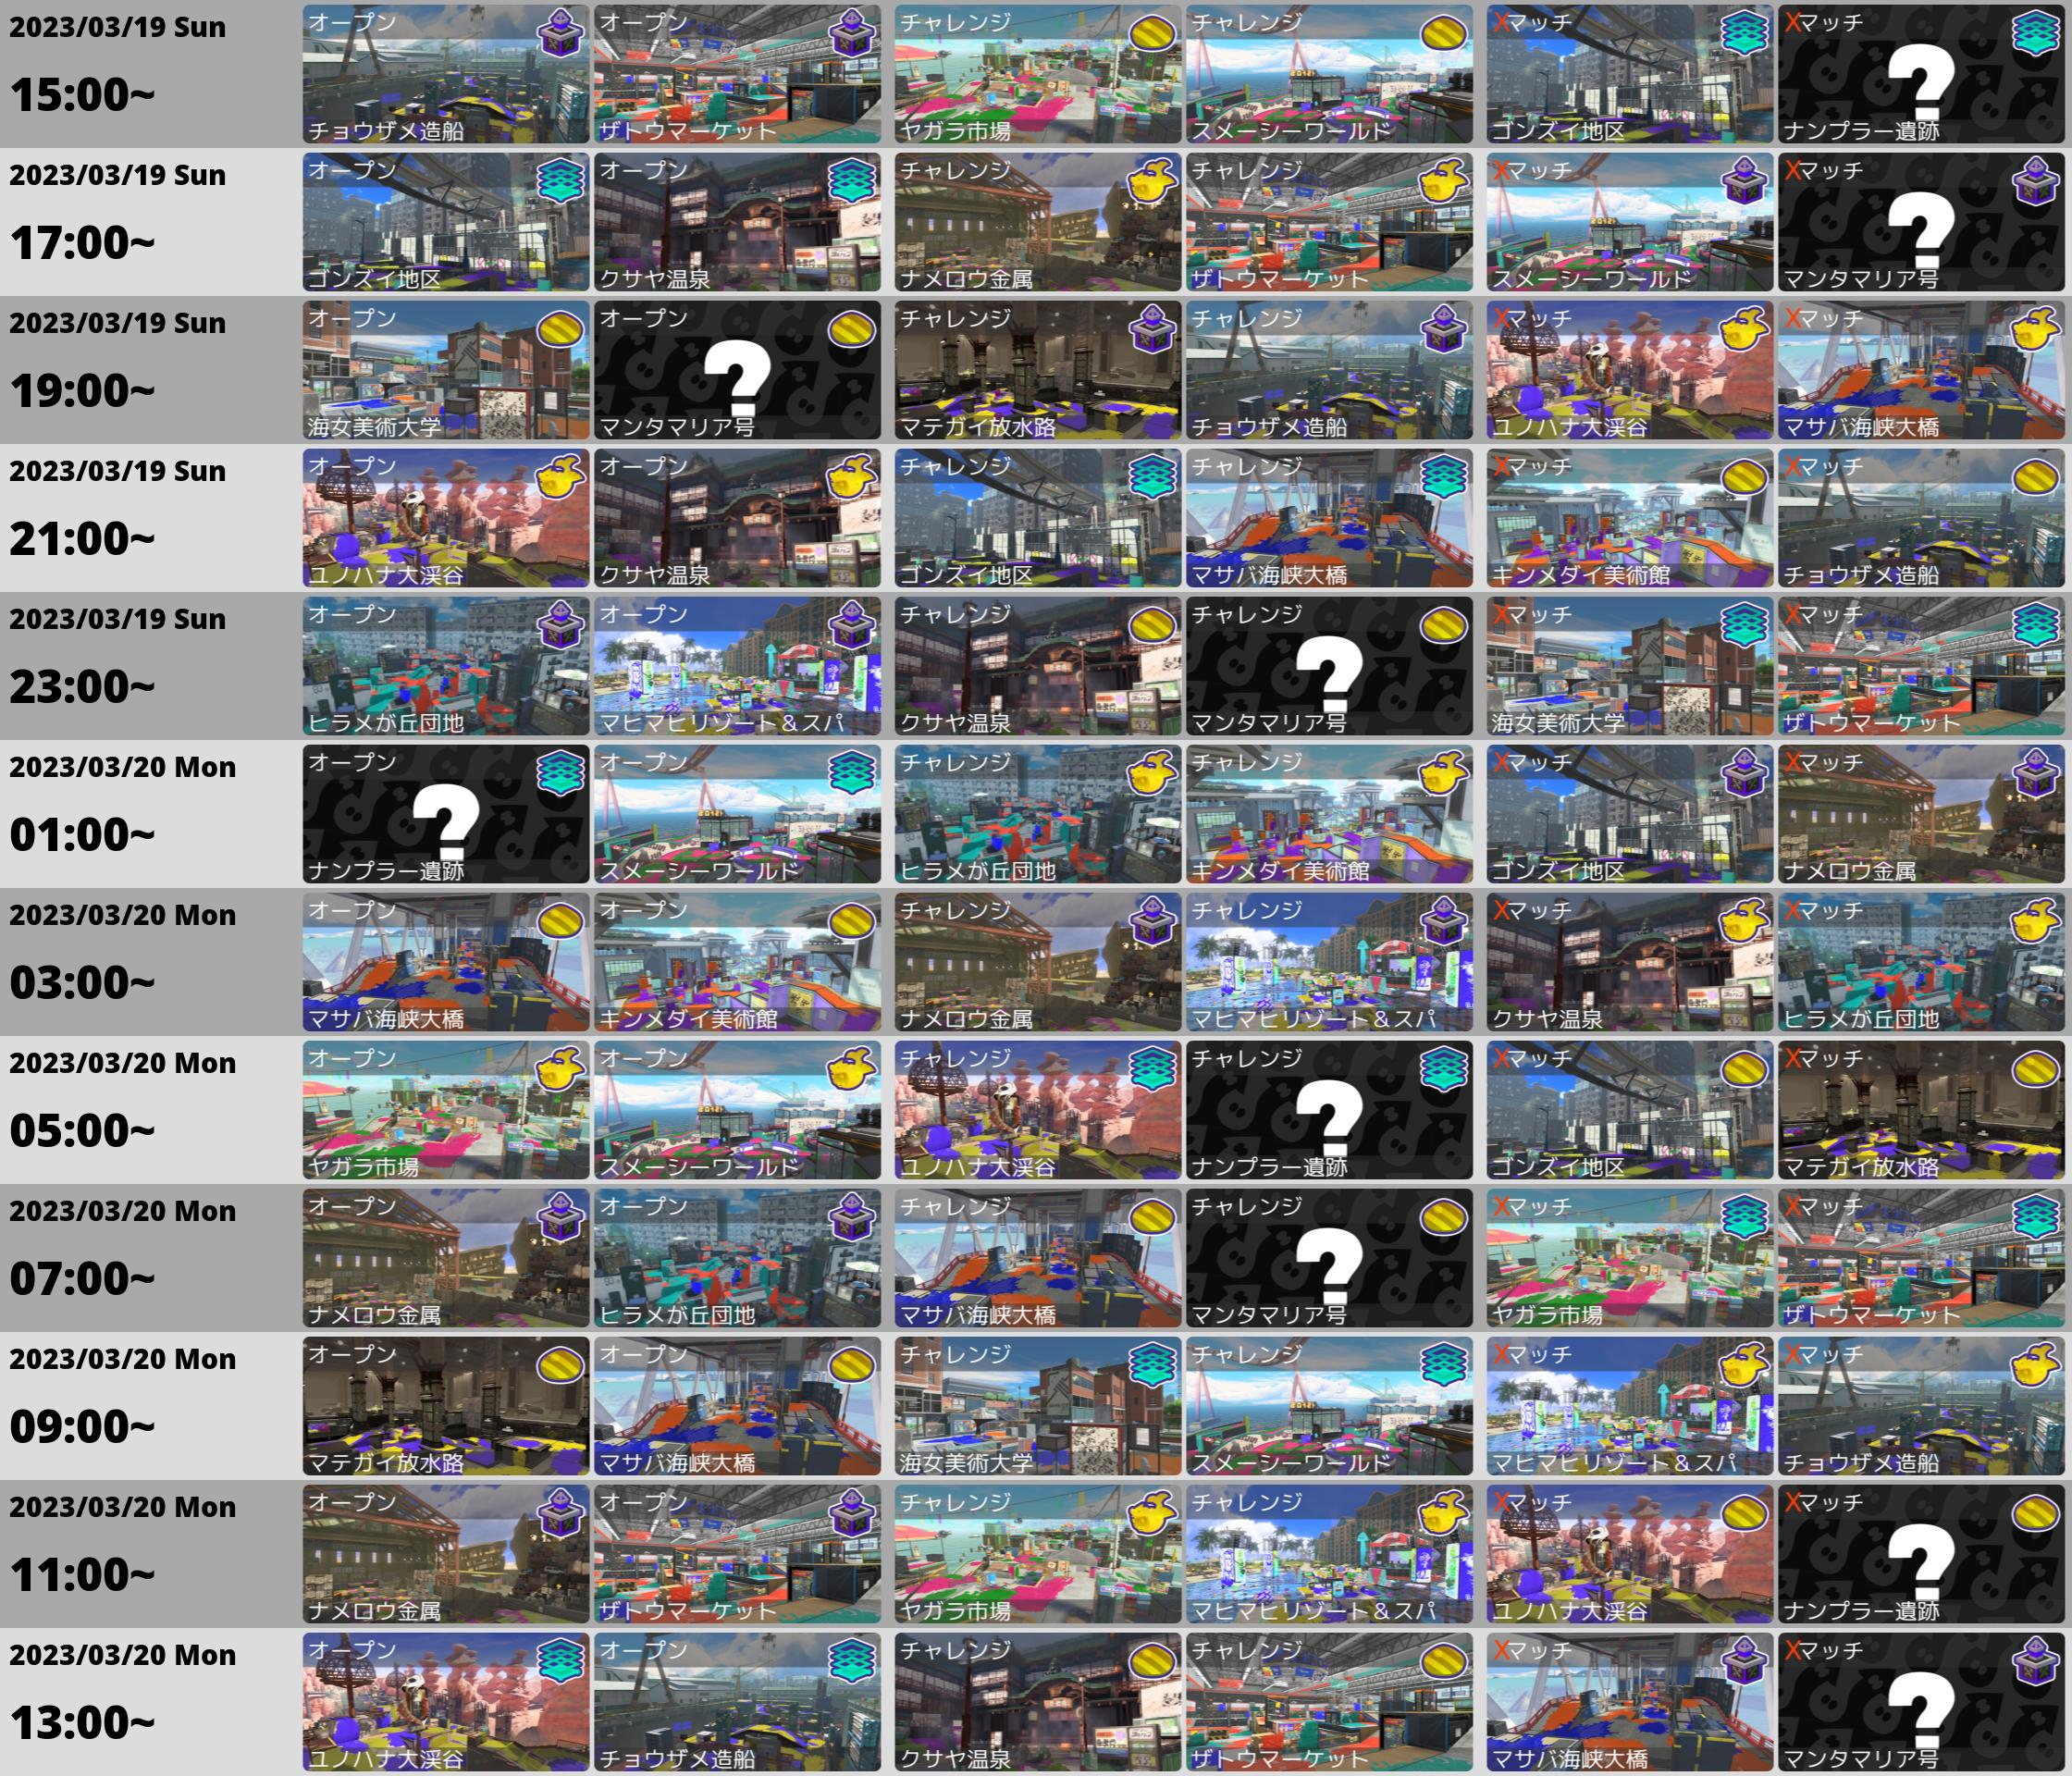 2023/03/19 Sun
15:00~
オープン
チョウザメ造船
オープン
ザトウマーケット
チャレンジ
ヤガラ市場
チャレンジ
スメーシーワールド
Xマッチ
ゴンズイ地区
Xマッチ
ナンプラー遺跡
2023/03/19 Sun
17:00~
オープン
ゴンズイ地区
オープン
クサヤ温泉
チャレンジ
ナメロウ金属
チャレンジ
ザトウマーケット
Xマッチ
スメーシーワールド
Xマッチ
マンタマリア号
2023/03/19 Sun
19:00~
オープン
海女美術大学
オープン
マンタマリア号
チャレンジ
マテガイ放水路
チャレンジ
チョウザメ造船
Xマッチ
ユノハナ大渓谷
Xマッチ
マサバ海峡大橋
2023/03/19 Sun
21:00~
オープン
ユノハナ大渓谷
オープン
クサヤ温泉
チャレンジ
ゴンズイ地区
チャレンジ
マサバ海峡大橋
Xマッチ
キンメダイ美術館
Xマッチ
チョウザメ造船
2023/03/19 Sun
23:00~
オープン
ヒラメが丘団地
オープン
マヒマヒリゾート＆スパ
チャレンジ
クサヤ温泉
チャレンジ
マンタマリア号
Xマッチ
海女美術大学
Xマッチ
ザトウマーケット
2023/03/20 Mon
01:00~
オープン
ナンプラー遺跡
オープン
スメーシーワールド
チャレンジ
ヒラメが丘団地
チャレンジ
キンメダイ美術館
Xマッチ
ゴンズイ地区
Xマッチ
ナメロウ金属
2023/03/20 Mon
03:00~
オープン
マサバ海峡大橋
オープン
キンメダイ美術館
チャレンジ
ナメロウ金属
チャレンジ
マヒマヒリゾート＆スパ
Xマッチ
クサヤ温泉
Xマッチ
ヒラメが丘団地
2023/03/20 Mon
05:00~
オープン
ヤガラ市場
オープン
スメーシーワールド
チャレンジ
ユノハナ大渓谷
チャレンジ
ナンプラー遺跡
Xマッチ
ゴンズイ地区
Xマッチ
マテガイ放水路
2023/03/20 Mon
07:00~
オープン
ナメロウ金属
オープン
ヒラメが丘団地
チャレンジ
マサバ海峡大橋
チャレンジ
マンタマリア号
Xマッチ
ヤガラ市場
Xマッチ
ザトウマーケット
2023/03/20 Mon
09:00~
オープン
マテガイ放水路
オープン
マサバ海峡大橋
チャレンジ
海女美術大学
チャレンジ
スメーシーワールド
Xマッチ
マヒマヒリゾート＆スパ
Xマッチ
チョウザメ造船
2023/03/20 Mon
11:00~
オープン
ナメロウ金属
オープン
ザトウマーケット
チャレンジ
ヤガラ市場
チャレンジ
マヒマヒリゾート＆スパ
Xマッチ
ユノハナ大渓谷
Xマッチ
ナンプラー遺跡
2023/03/20 Mon
13:00~
オープン
ユノハナ大渓谷
オープン
チョウザメ造船
チャレンジ
クサヤ温泉
チャレンジ
ザトウマーケット
Xマッチ
マサバ海峡大橋
Xマッチ
マンタマリア号